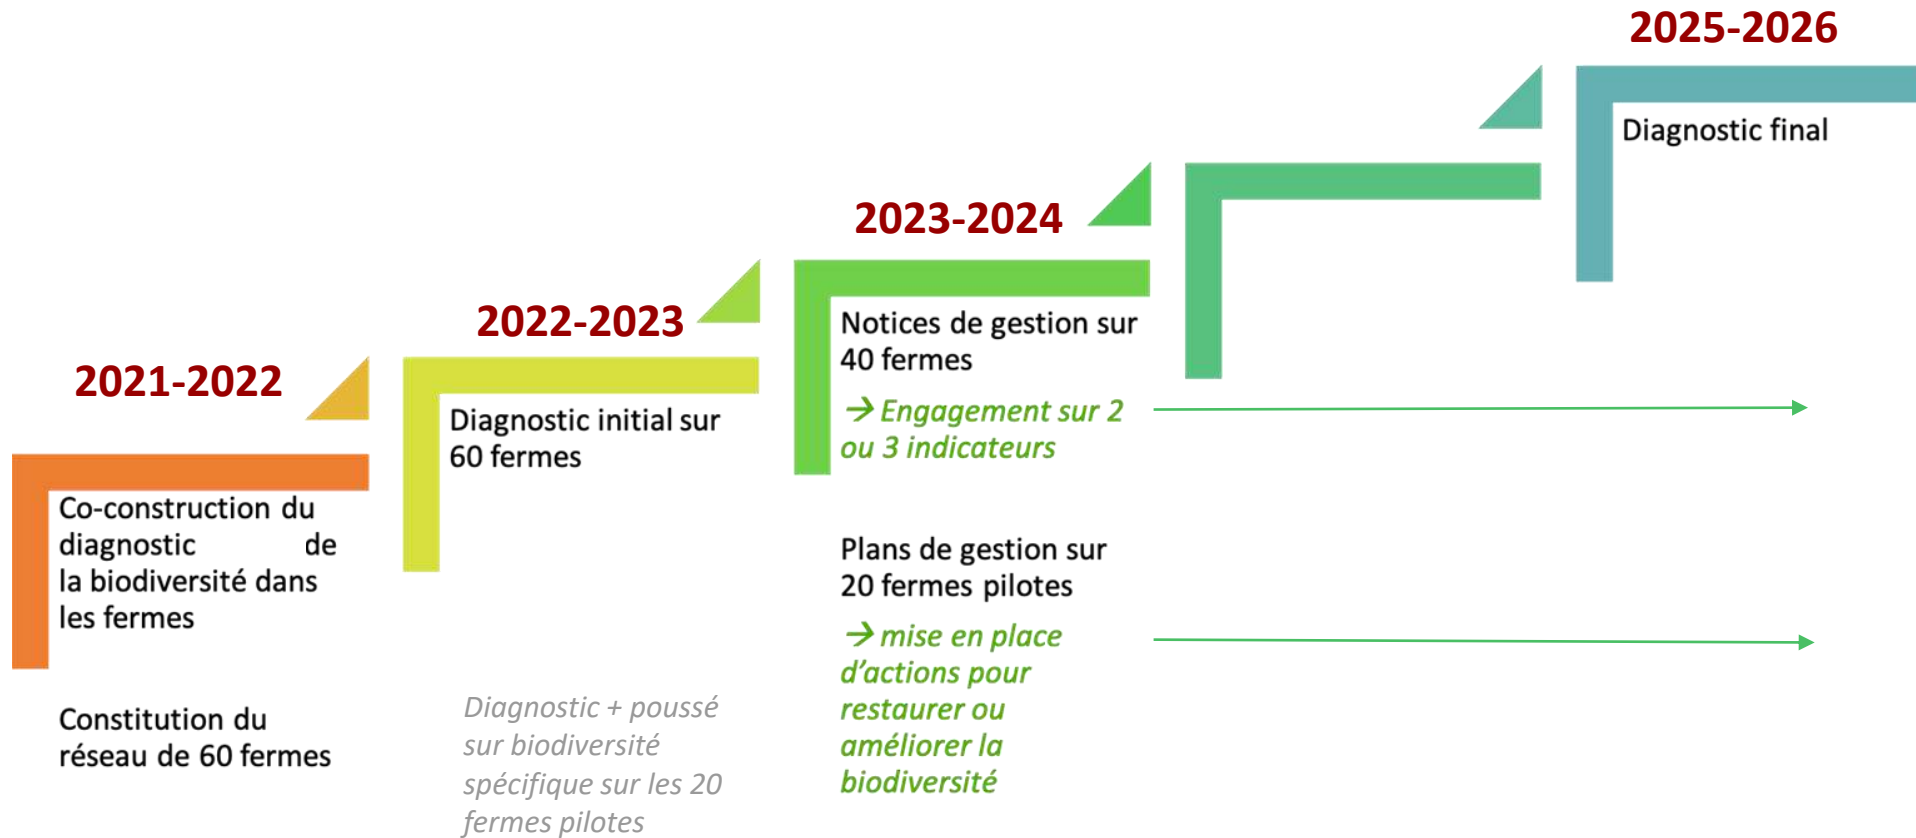 2021-2022
Co-construction du
diagnostic de
la biodiversité dans
les fermes
Constitution du
réseau de 60 fermes
2022-2023
Diagnostic initial sur
60 fermes
Diagnostic + poussé
sur biodiversité
spécifique sur les 20
fermes pilotes
2023-2024
Notices de gestion sur
40 fermes
→ Engagement sur 2
ou 3 indicateurs
Plans de gestion sur
20 fermes pilotes
→ mise en place
d'actions pour
restaurer ou
améliorer la
biodiversité
2025-2026
Diagnostic final